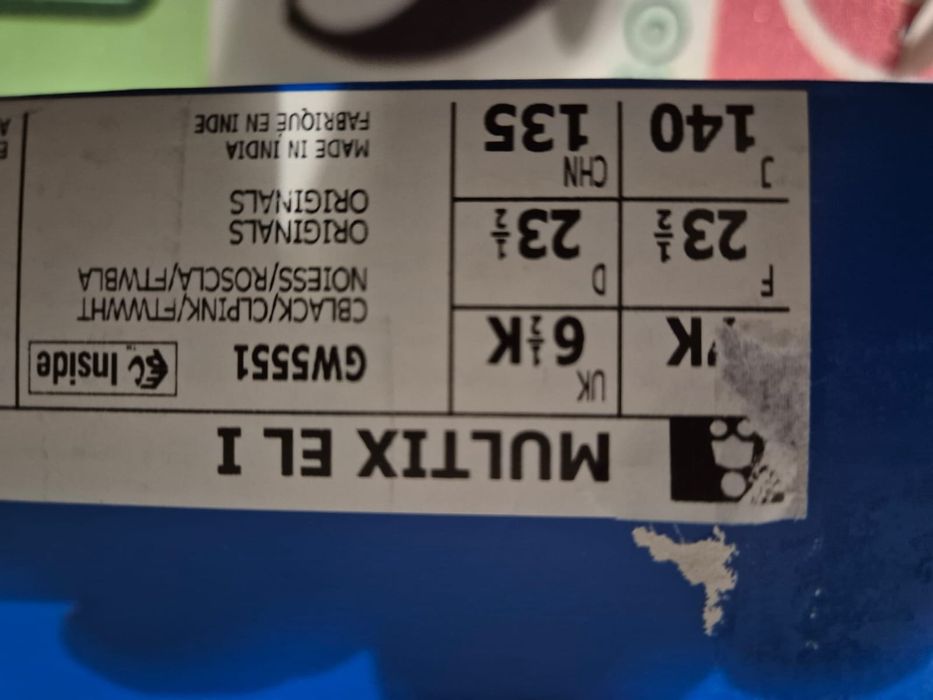 MULTIX EL I
K
UK
6½K
GW5551
EC Inside
CBLACK/CLPINK/FTWWHT
NOIESS/ROSCLA/FTWBLA
F
23½
D
23½
ORIGINALS
ORIGINALS
J
140
CHN
135
MADE IN INDIA
FABRIQUÉ EN INDE